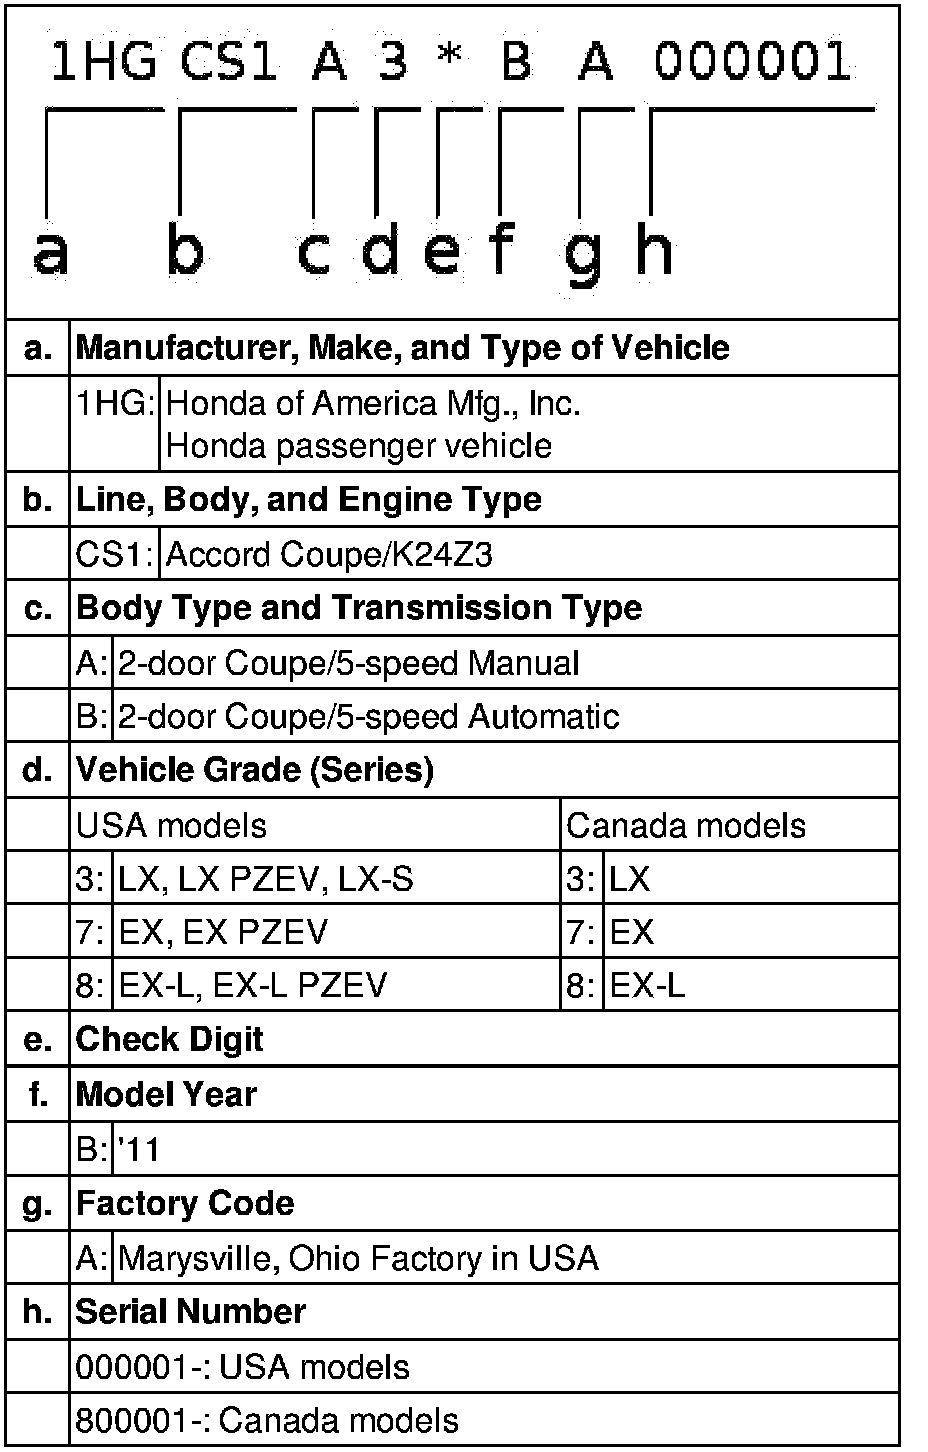 1HG CS1 A 3 * B A 000001
a b c d e f g h
a. Manufacturer, Make, and Type of Vehicle
1HG: Honda of America Mfg., Inc.
Honda passenger vehicle
b. Line, Body, and Engine Type
CS1: Accord Coupe/K24Z3
c. Body Type and Transmission Type
A: 2-door Coupe/5-speed Manual
B: 2-door Coupe/5-speed Automatic
d. Vehicle Grade (Series)
USA models Canada models
3: LX, LX PZEV, LX-S 3: LX
7: EX, EX PZEV 7: EX
8: EX-L, EX-L PZEV 8: EX-L
e. Check Digit
f. Model Year
B: '11
g. Factory Code
A: Marysville, Ohio Factory in USA
h. Serial Number
000001-: USA models
800001-: Canada models